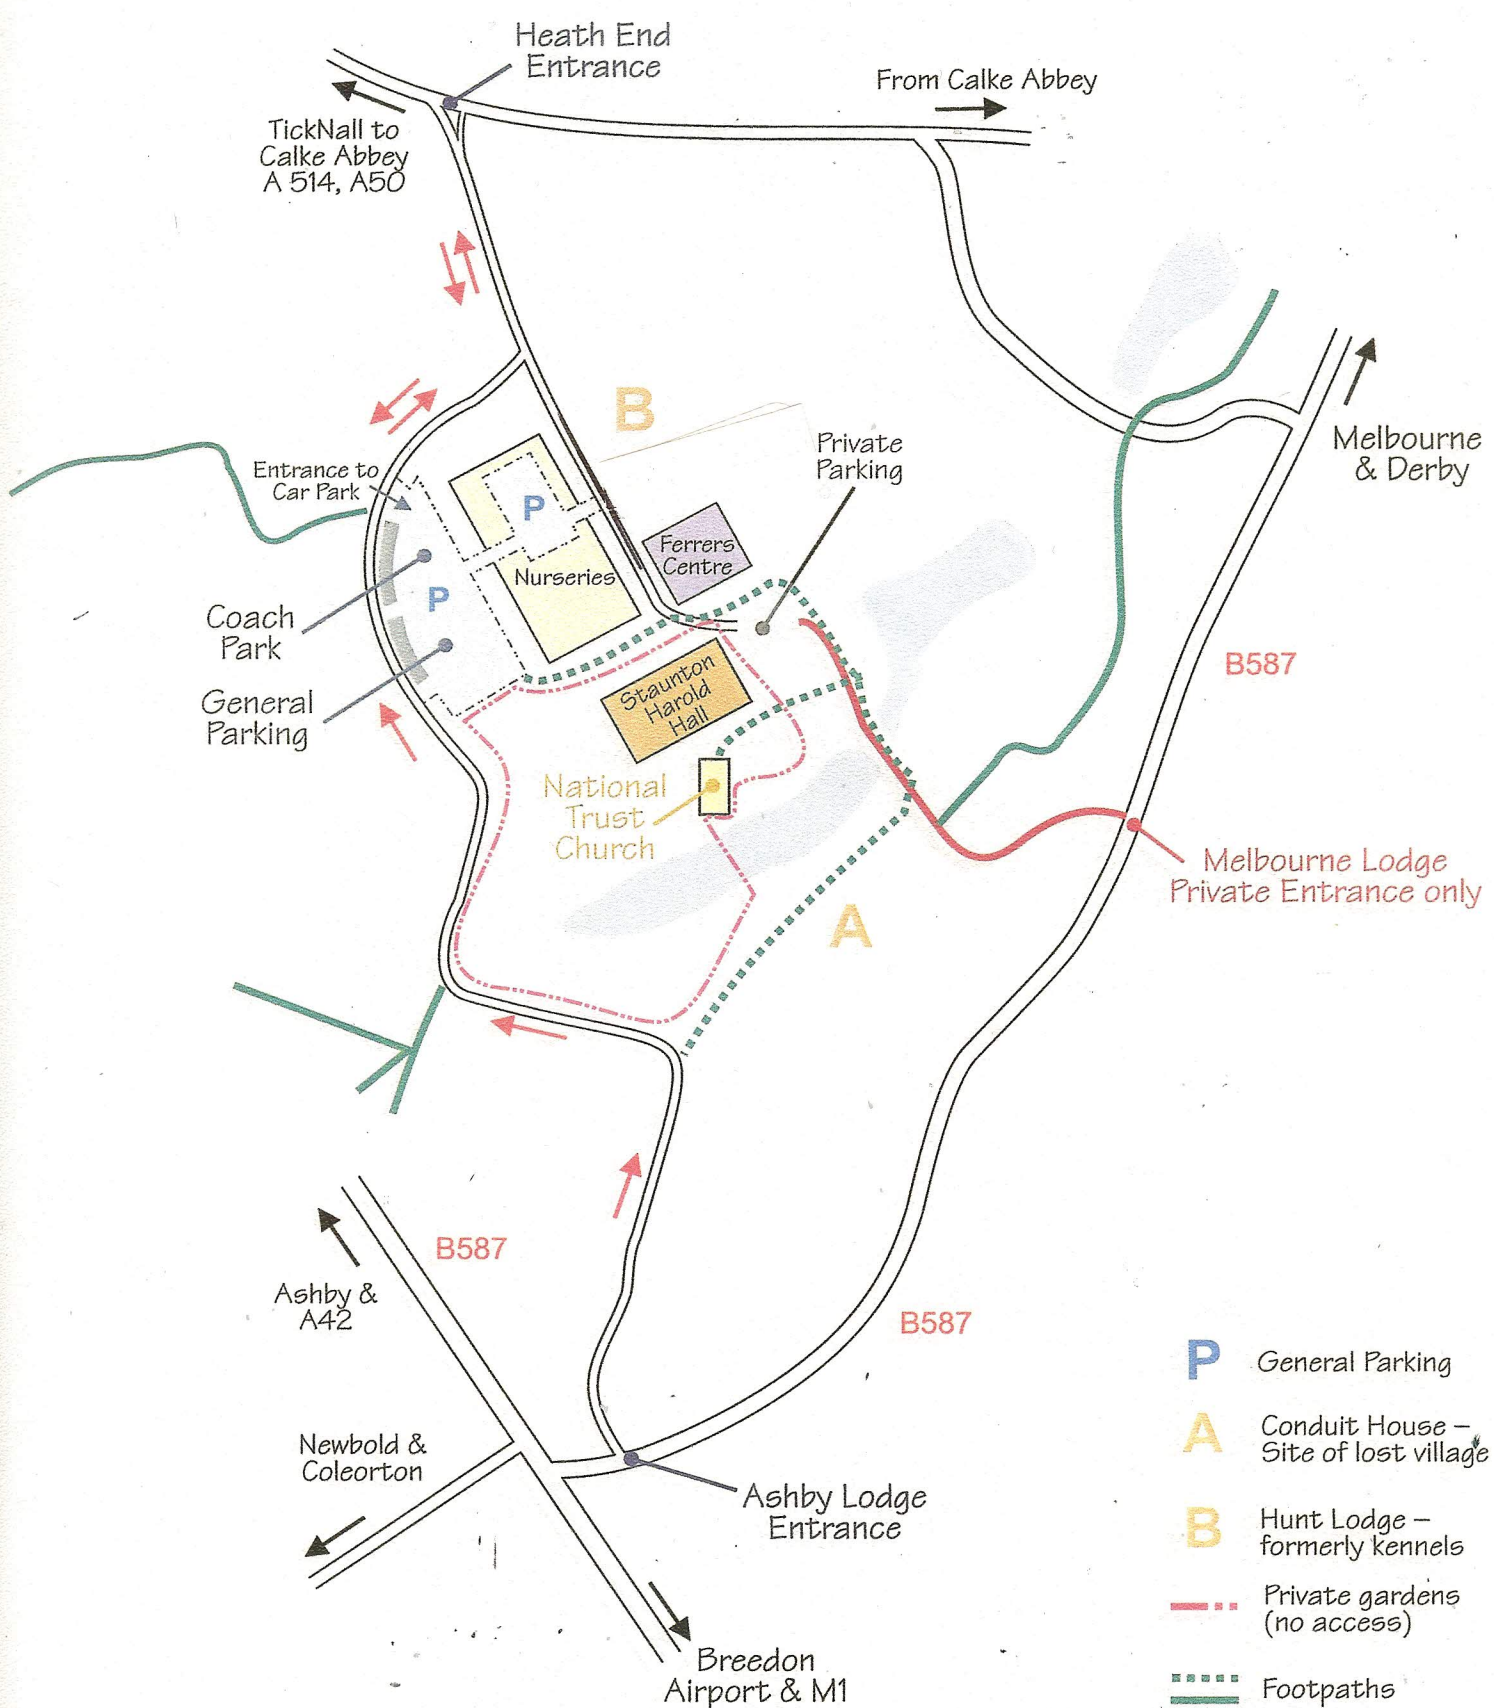 Heath End
Entrance
From Calke Abbey
TickNall to
Calke Abbey
A 514, A50
B
Private
Parking
Melbourne
& Derby
Entrance to
Car Park
P
Ferrers
Centre
Nurseries
P
Coach
Park
General
Parking
Staunton
Harold
Hall
B587
National
Trust
Church
Melbourne Lodge
Private Entrance only
A
B587
Ashby &
A42
B587
Newbold &
Coleorton
Ashby Lodge
Entrance
Breedon
Airport & M1
P General Parking
A Conduit House –
Site of lost village
B Hunt Lodge –
formerly kennels
Private gardens
(no access)
Footpaths